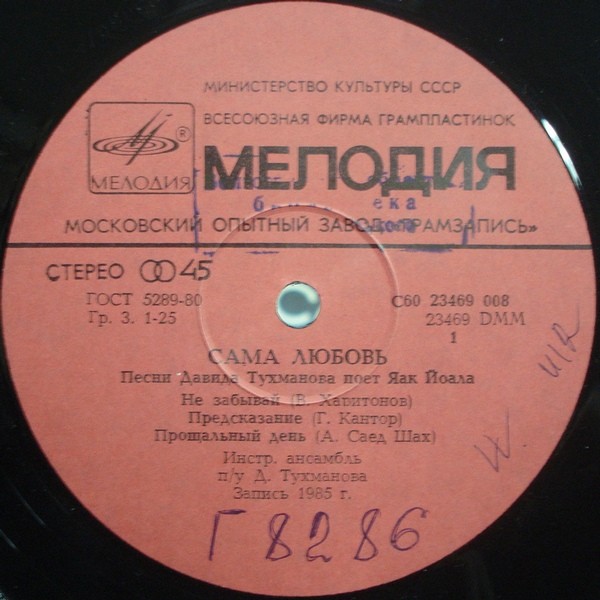 МИНИСТЕРСТВО КУЛЬТУРЫ СССР
ВСЕСОЮЗНАЯ ФИРМА ГРАМПЛАСТИНОК
®
МЕЛОДИЯ
МЕЛОДИЯ
МОСКОВСКИЙ ОПЫТНЫЙ ЗАВОД «ГРАМЗАПИСЬ»
СТЕРЕО 45
ГОСТ 5289-80
Гр. 3. 1-25
С60 23469 008
23469 DMM
1
САМА ЛЮБОВЬ
Песни Давида Тухманова поет Яак Йоала
Не забывай (В. Харитонов)
Предсказание (Г. Кантор)
Прощальный день (А. Саед Шах)
Инстр. ансамбль
п/у Д. Тухманова
Запись 1985 г.
Г8286